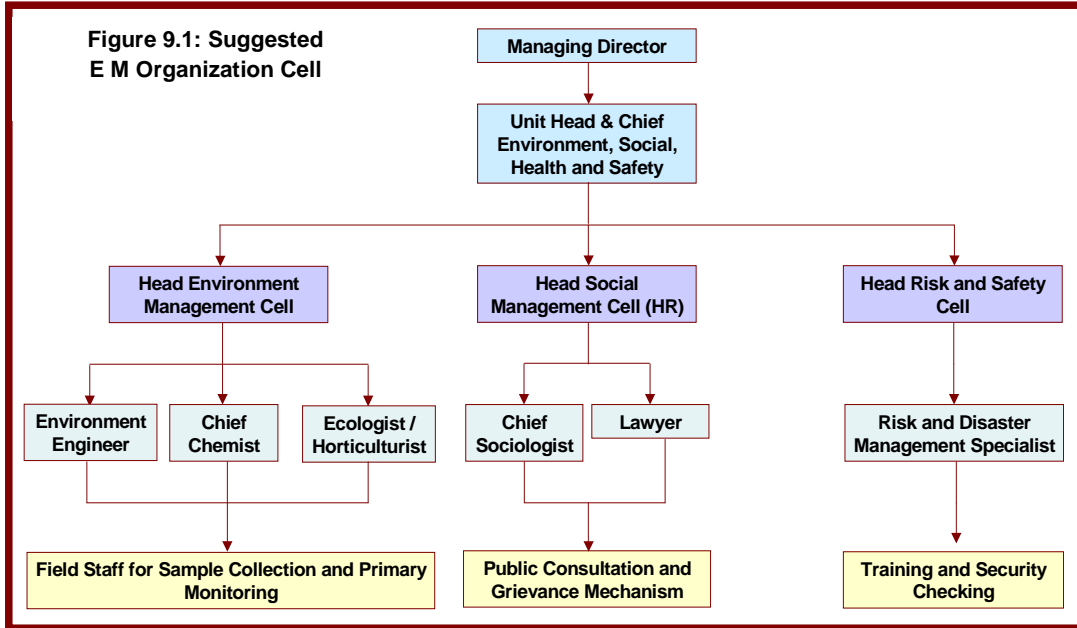 Figure 9.1: Suggested
E M Organization Cell
Managing Director
Unit Head & Chief
Environment, Social,
Health and Safety
Head Environment
Management Cell
Head Social
Management Cell (HR)
Head Risk and Safety
Cell
Environment
Engineer
Chief
Chemist
Ecologist /
Horticulturist
Chief
Sociologist
Lawyer
Risk and Disaster
Management Specialist
Field Staff for Sample Collection and Primary
Monitoring
Public Consultation and
Grievance Mechanism
Training and Security
Checking